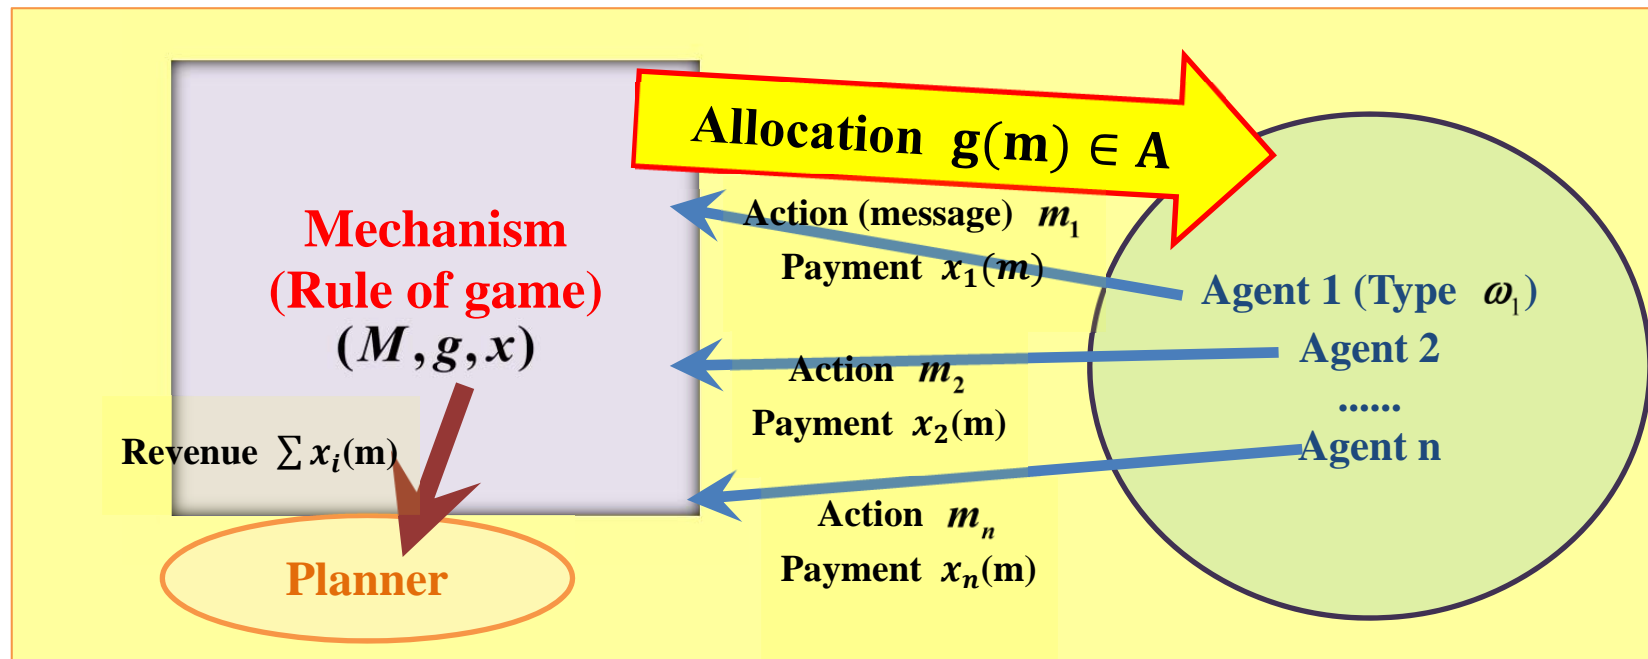 Allocation g(m) ∈ A
Mechanism
(Rule of game)
(M, g, x)
Action (message) m₁
Payment x₁(m)
Agent 1 (Type ω₁)
Agent 2
......
Agent n
Action m₂
Payment x₂(m)
Revenue ∑ xᵢ(m)
Action mₙ
Payment xₙ(m)
Planner